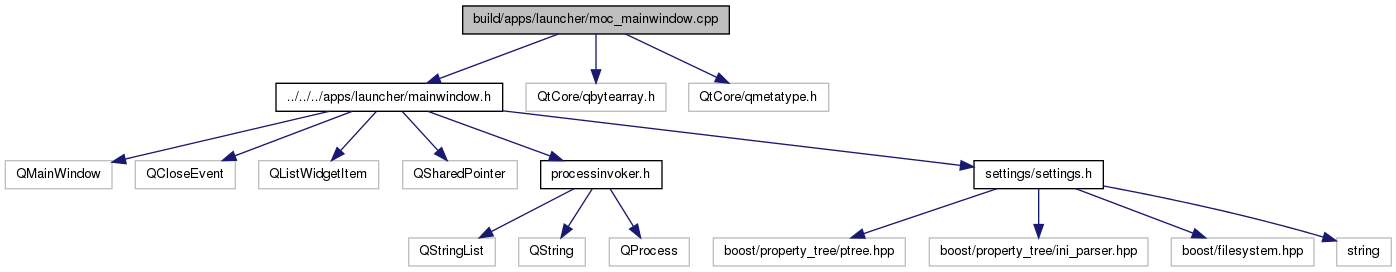 build/apps/launcher/moc_mainwindow.cpp
../../../apps/launcher/mainwindow.h
QtCore/qbytearray.h
QtCore/qmetatype.h
QMainWindow
QCloseEvent
QListWidgetItem
QSharedPointer
processinvoker.h
settings/settings.h
QStringList
QString
QProcess
boost/property_tree/ptree.hpp
boost/property_tree/ini_parser.hpp
boost/filesystem.hpp
string